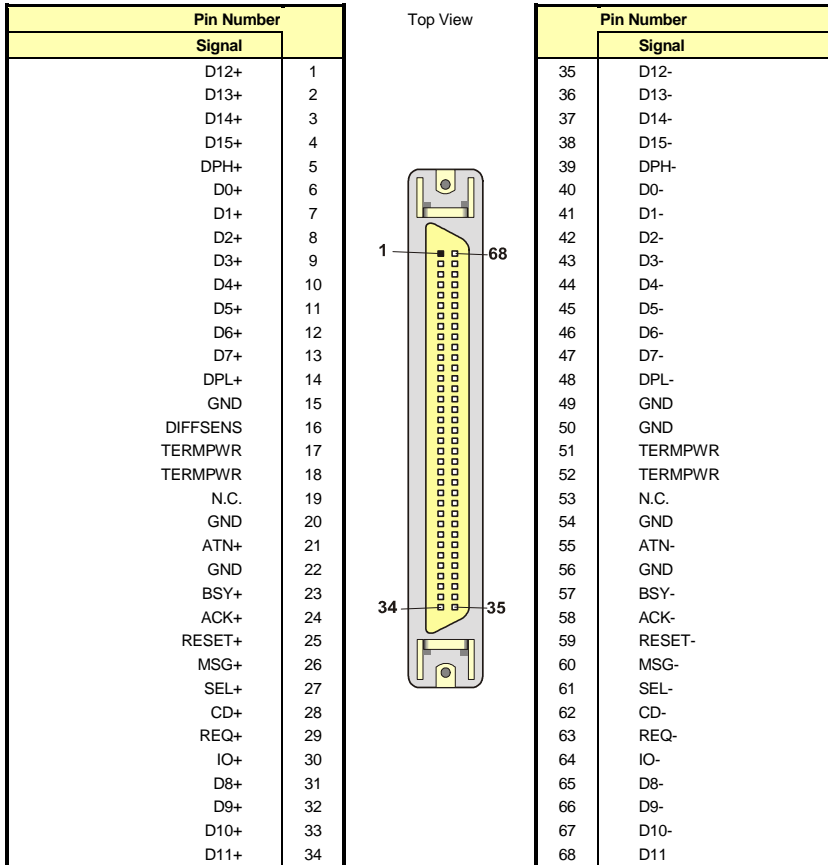 Pin Number Top View Pin Number
Signal Signal
D12+ 1 35 D12-
D13+ 2 36 D13-
D14+ 3 37 D14-
D15+ 4 38 D15-
DPH+ 5 39 DPH-
D0+ 6 40 D0-
D1+ 7 41 D1-
D2+ 8 42 D2-
1 68
D3+ 9 43 D3-
D4+ 10 44 D4-
D5+ 11 45 D5-
D6+ 12 46 D6-
D7+ 13 47 D7-
DPL+ 14 48 DPL-
GND 15 49 GND
DIFFSENS 16 50 GND
TERMPWR 17 51 TERMPWR
TERMPWR 18 52 TERMPWR
N.C. 19 53 N.C.
GND 20 54 GND
ATN+ 21 55 ATN-
GND 22 56 GND
BSY+ 23 57 BSY-
34 35
ACK+ 24 58 ACK-
RESET+ 25 59 RESET-
MSG+ 26 60 MSG-
SEL+ 27 61 SEL-
CD+ 28 62 CD-
REQ+ 29 63 REQ-
IO+ 30 64 IO-
D8+ 31 65 D8-
D9+ 32 66 D9-
D10+ 33 67 D10-
D11+ 34 68 D11